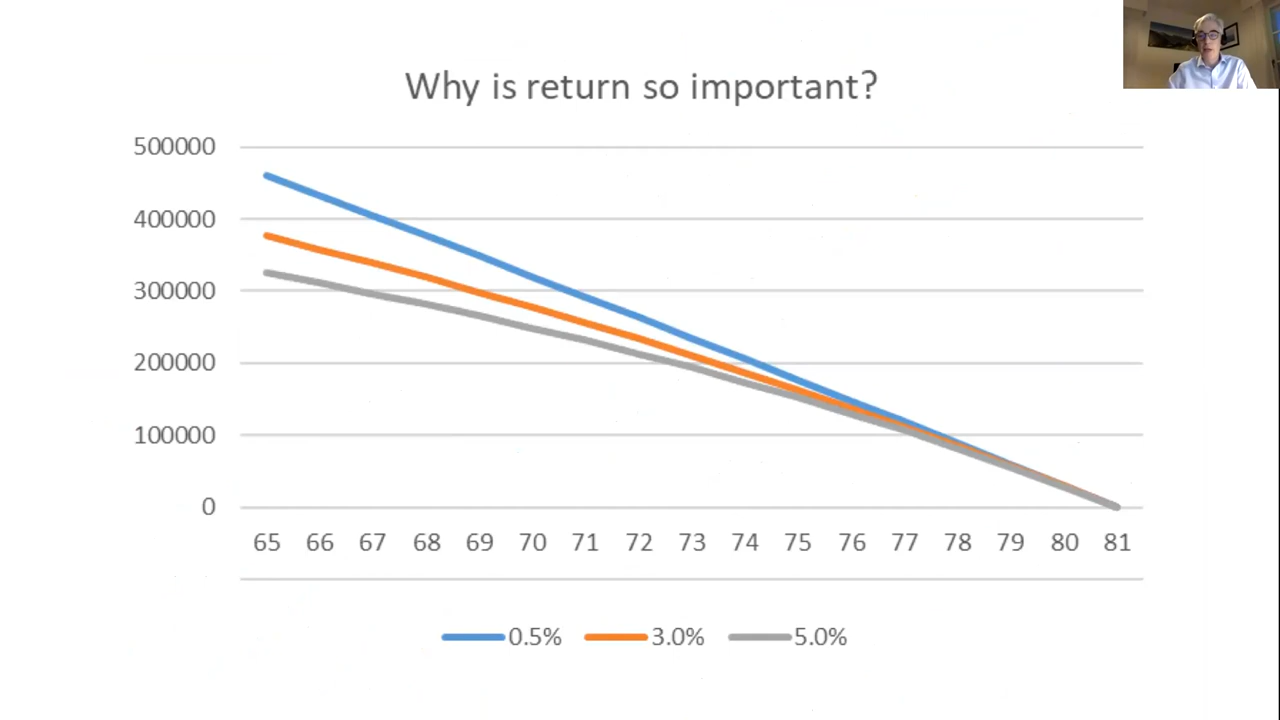 Why is return so important?
500000
400000
300000
200000
100000
0
65 66 67 68 69 70 71 72 73 74 75 76 77 78 79 80 81
0.5% 3.0% 5.0%